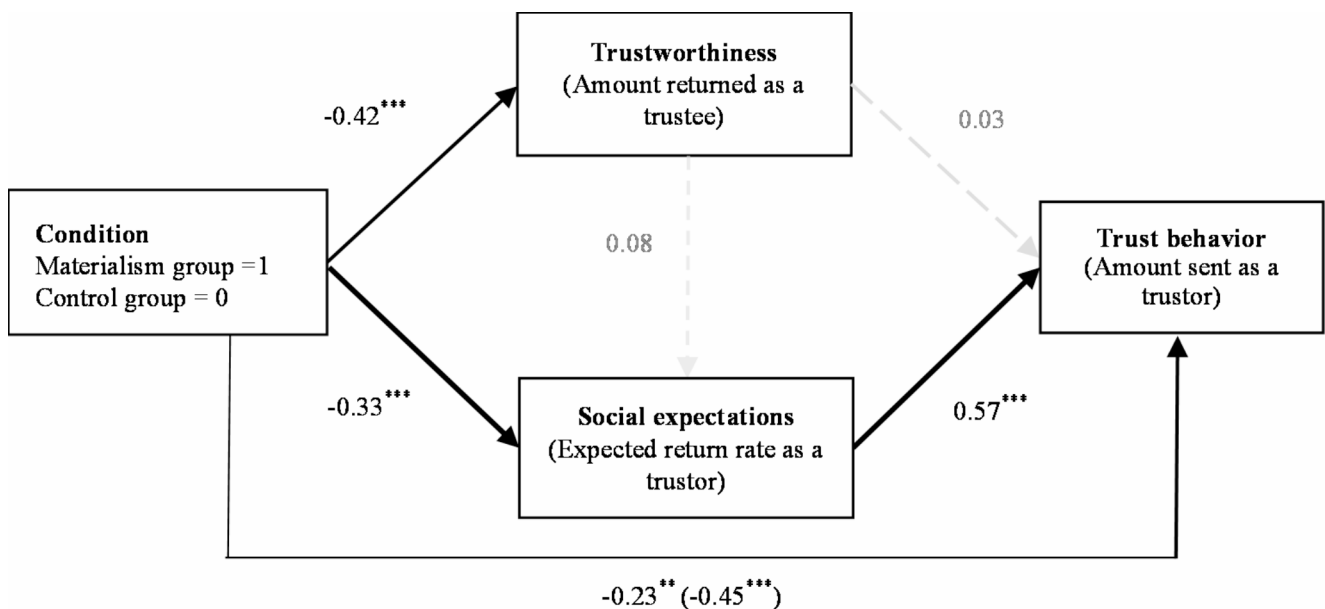 Trustworthiness
(Amount returned as a
trustee)
-0.42***
0.03
Condition
Materialism group =1
Control group = 0
0.08
Trust behavior
(Amount sent as a
trustor)
-0.33***
Social expectations
(Expected return rate as a
trustor)
0.57***
-0.23** (-0.45***)